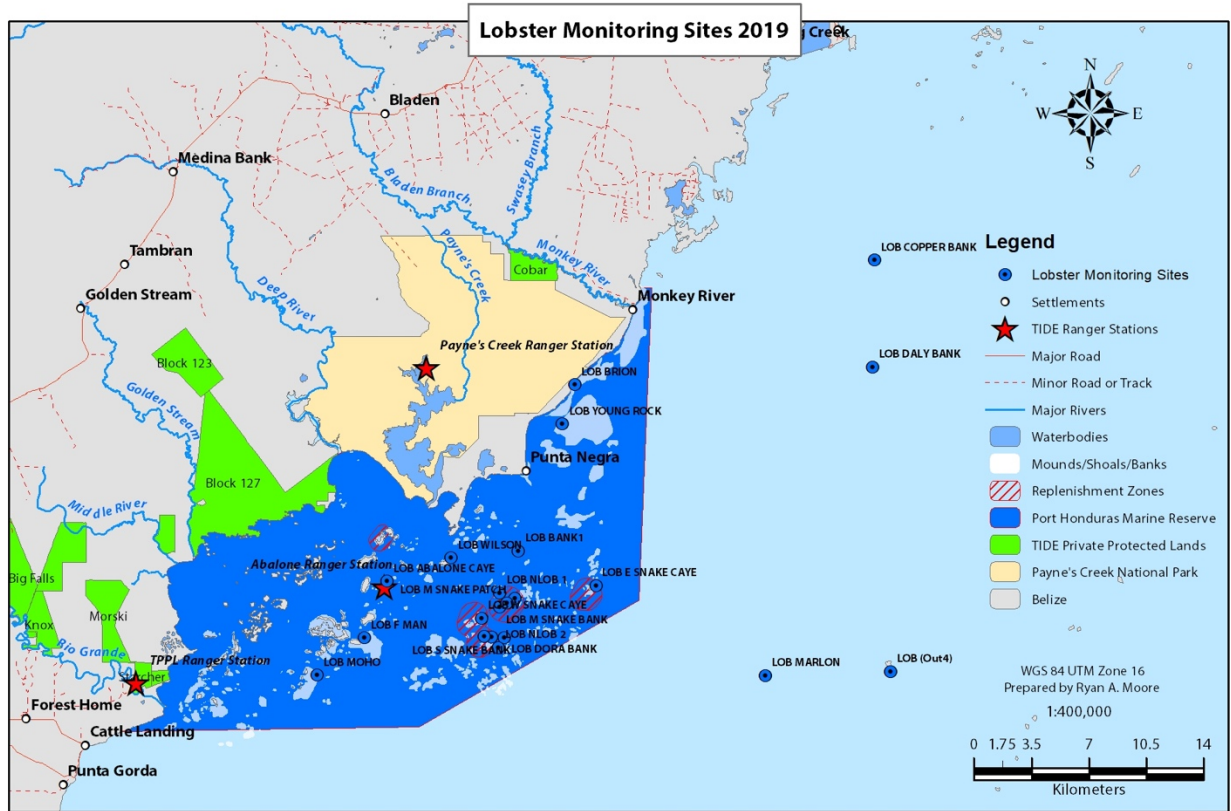 Lobster Monitoring Sites 2019
Creek
Bladen
Medina Bank
Bladen Branch
Swasey Branch
Tambran
Payne's Creek
Monkey River
Cobar
Golden Stream
Deep River
Monkey River
Payne's Creek Ranger Station
Block 123
LOB BRION
Golden Stream
LOB YOUNG ROCK
Punta Negra
Block 127
Middle River
LOB BANK1
LOB WILSON
Abalone Ranger Station
LOB ABALONE CAYE
LOB NLOB 1
LOB E SNAKE CAYE
Big Falls
LOB M SNAKE PATCH
LOB W SNAKE CAYE
Morski
LOB M SNAKE BANK
Knox
LOB F MAN
LOB NLOB 2
Rio Grande
LOB S SNAKE BANK
LOB DORA BANK
TPPL Ranger Station
LOB MOHO
Forest Home
Cattle Landing
Punta Gorda
LOB COPPER BANK
LOB DALY BANK
LOB MARLON
LOB (Out4)
N
W
E
S
Legend
Lobster Monitoring Sites
Settlements
TIDE Ranger Stations
Major Road
Minor Road or Track
Major Rivers
Waterbodies
Mounds/Shoals/Banks
Replenishment Zones
Port Honduras Marine Reserve
TIDE Private Protected Lands
Payne's Creek National Park
Belize
WGS 84 UTM Zone 16
Prepared by Ryan A. Moore
1:400,000
0 1.75 3.5 7 10.5 14
Kilometers